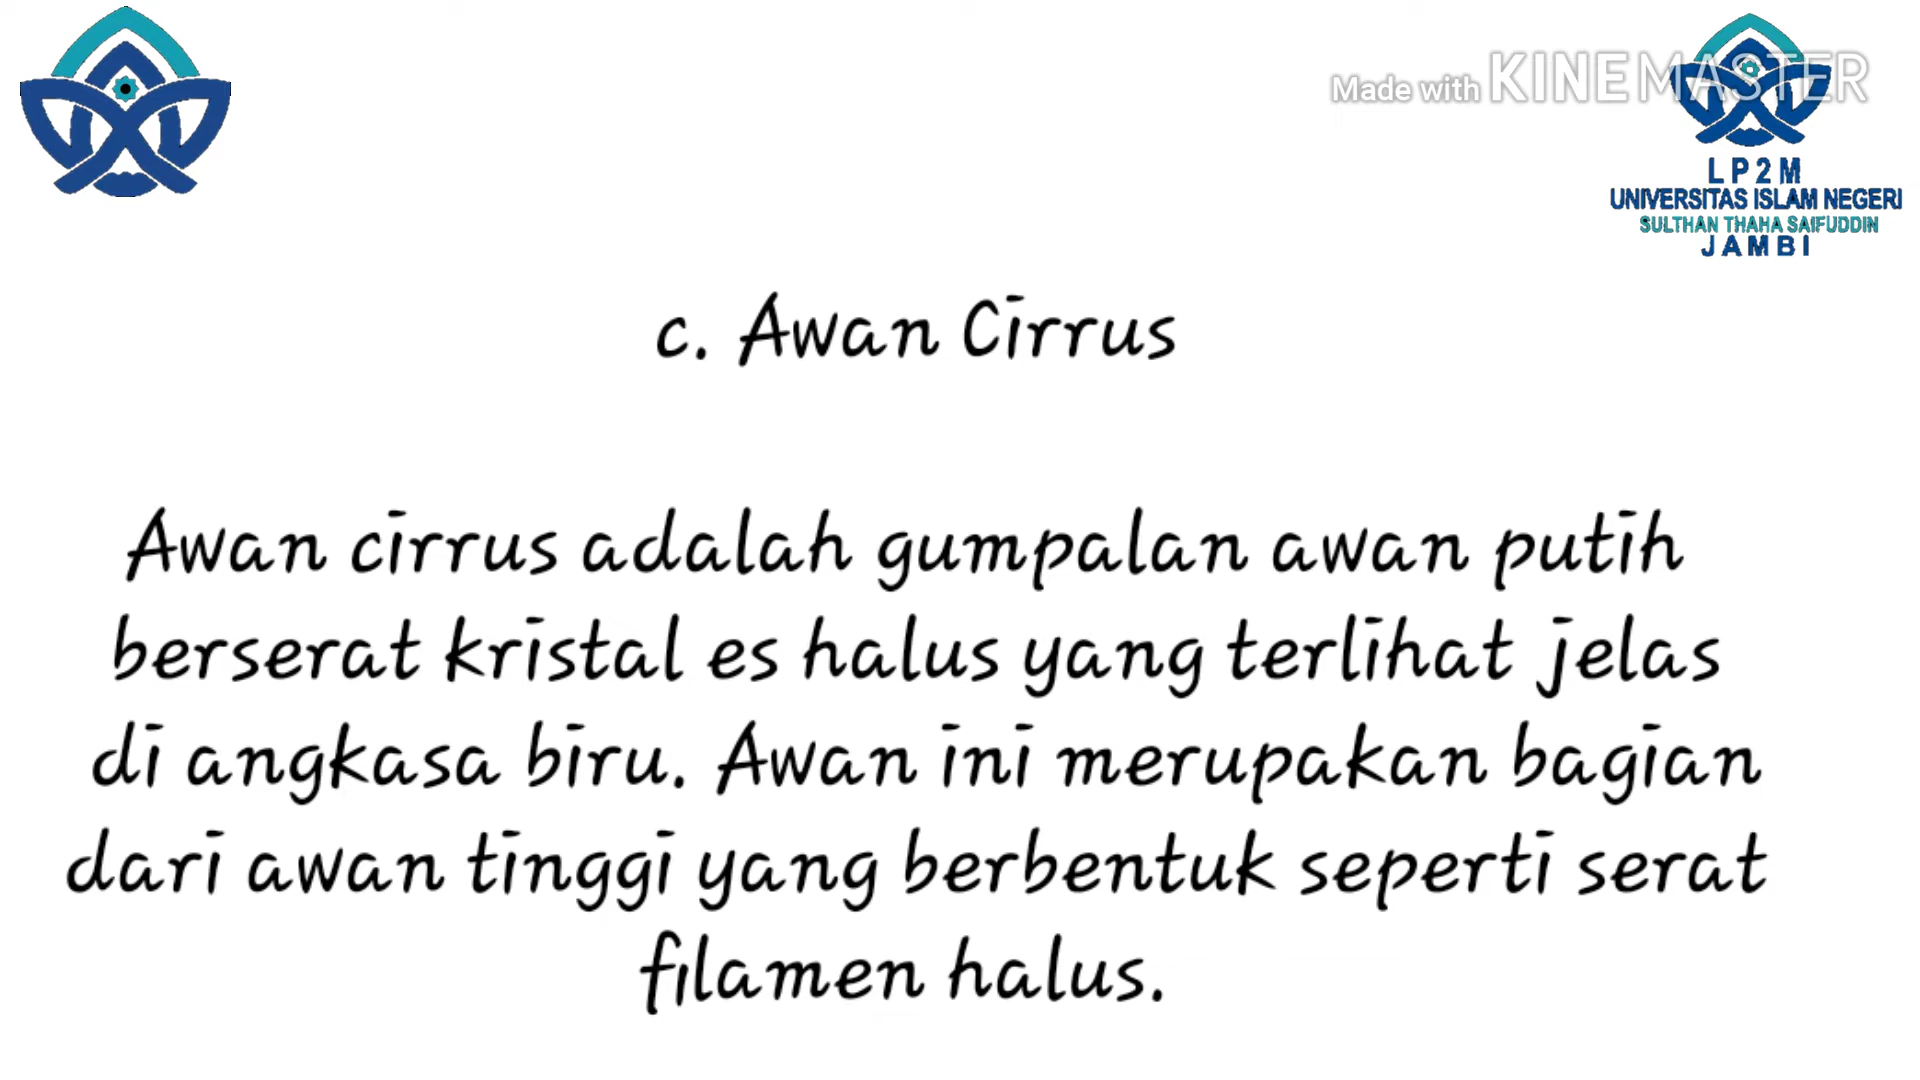 Made with KINEMASTER
LP2M
UNIVERSITAS ISLAM NEGERI
SULTHAN THAHA SAIFUDDIN
JAMBI
c. Awan Cirrus
Awan cirrus adalah gumpalan awan putih
berserat kristal es halus yang terlihat jelas
di angkasa biru. Awan ini merupakan bagian
dari awan tinggi yang berbentuk seperti serat
filamen halus.